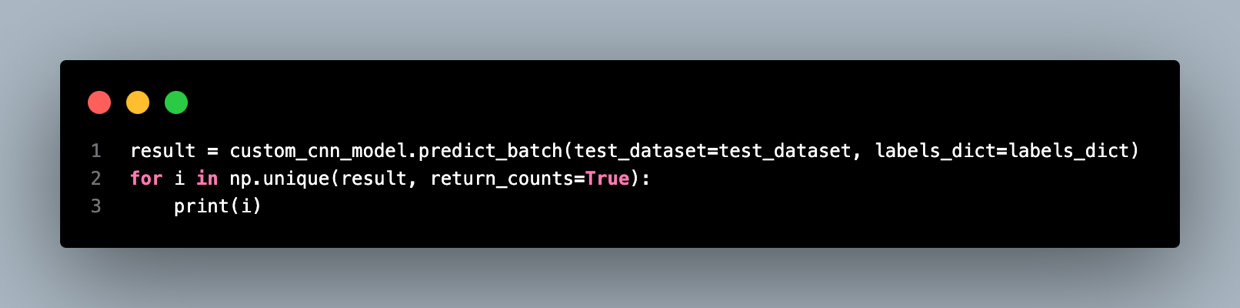 1 result = custom_cnn_model.predict_batch(test_dataset=test_dataset, labels_dict=labels_dict)
2 for i in np.unique(result, return_counts=True):
3     print(i)